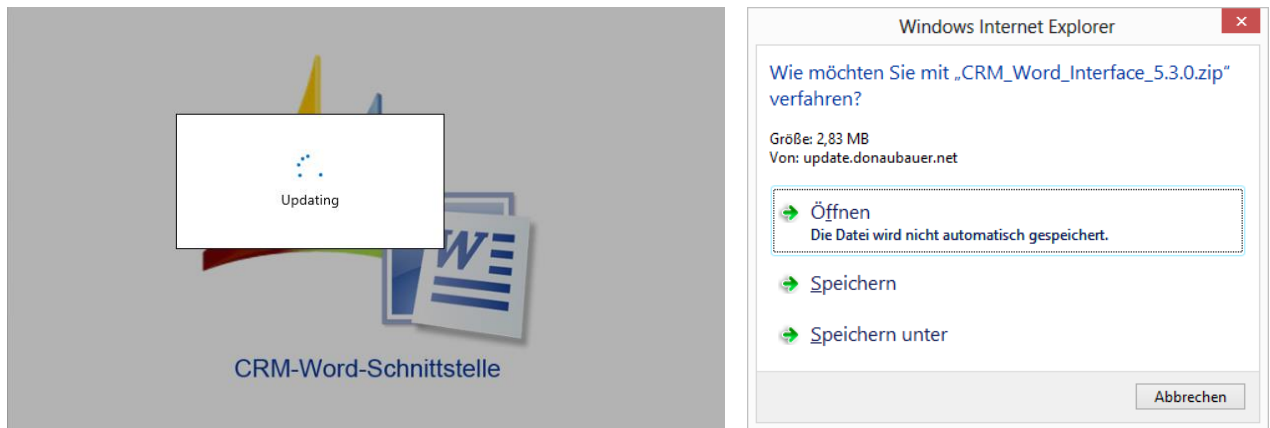 Updating
W
CRM-Word-Schnittstelle
Windows Internet Explorer
Wie möchten Sie mit „CRM_Word_Interface_5.3.0.zip“
verfahren?
Größe: 2,83 MB
Von: update.donaubauer.net
Öffnen
Die Datei wird nicht automatisch gespeichert.
Speichern
Speichern unter
Abbrechen